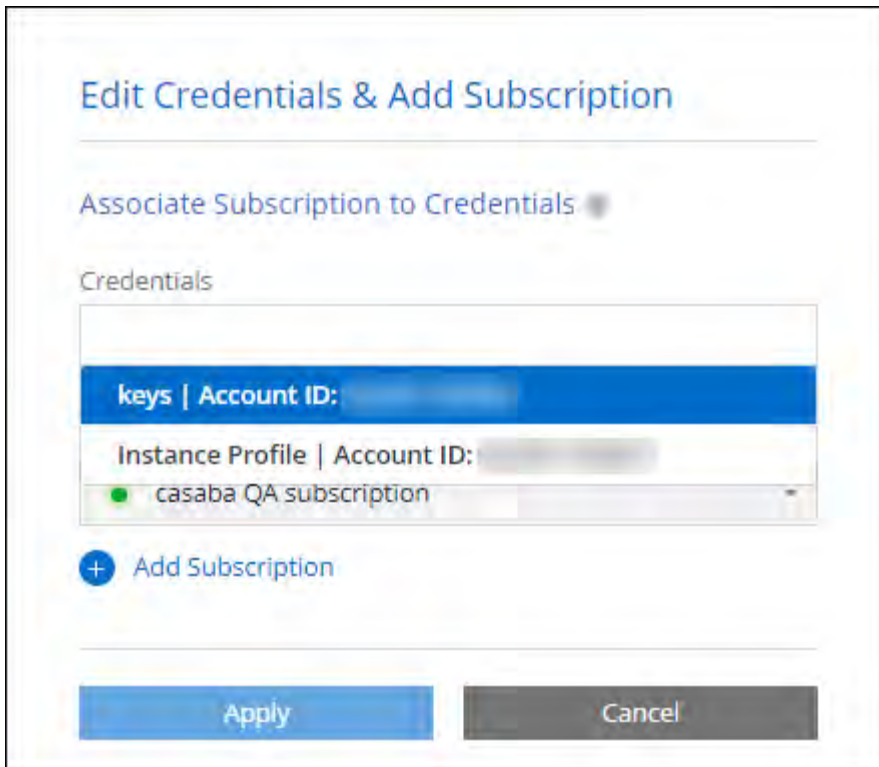 Edit Credentials & Add Subscription
Associate Subscription to Credentials
Credentials
keys | Account ID:
Instance Profile | Account ID:
casaba QA subscription
Add Subscription
Apply
Cancel